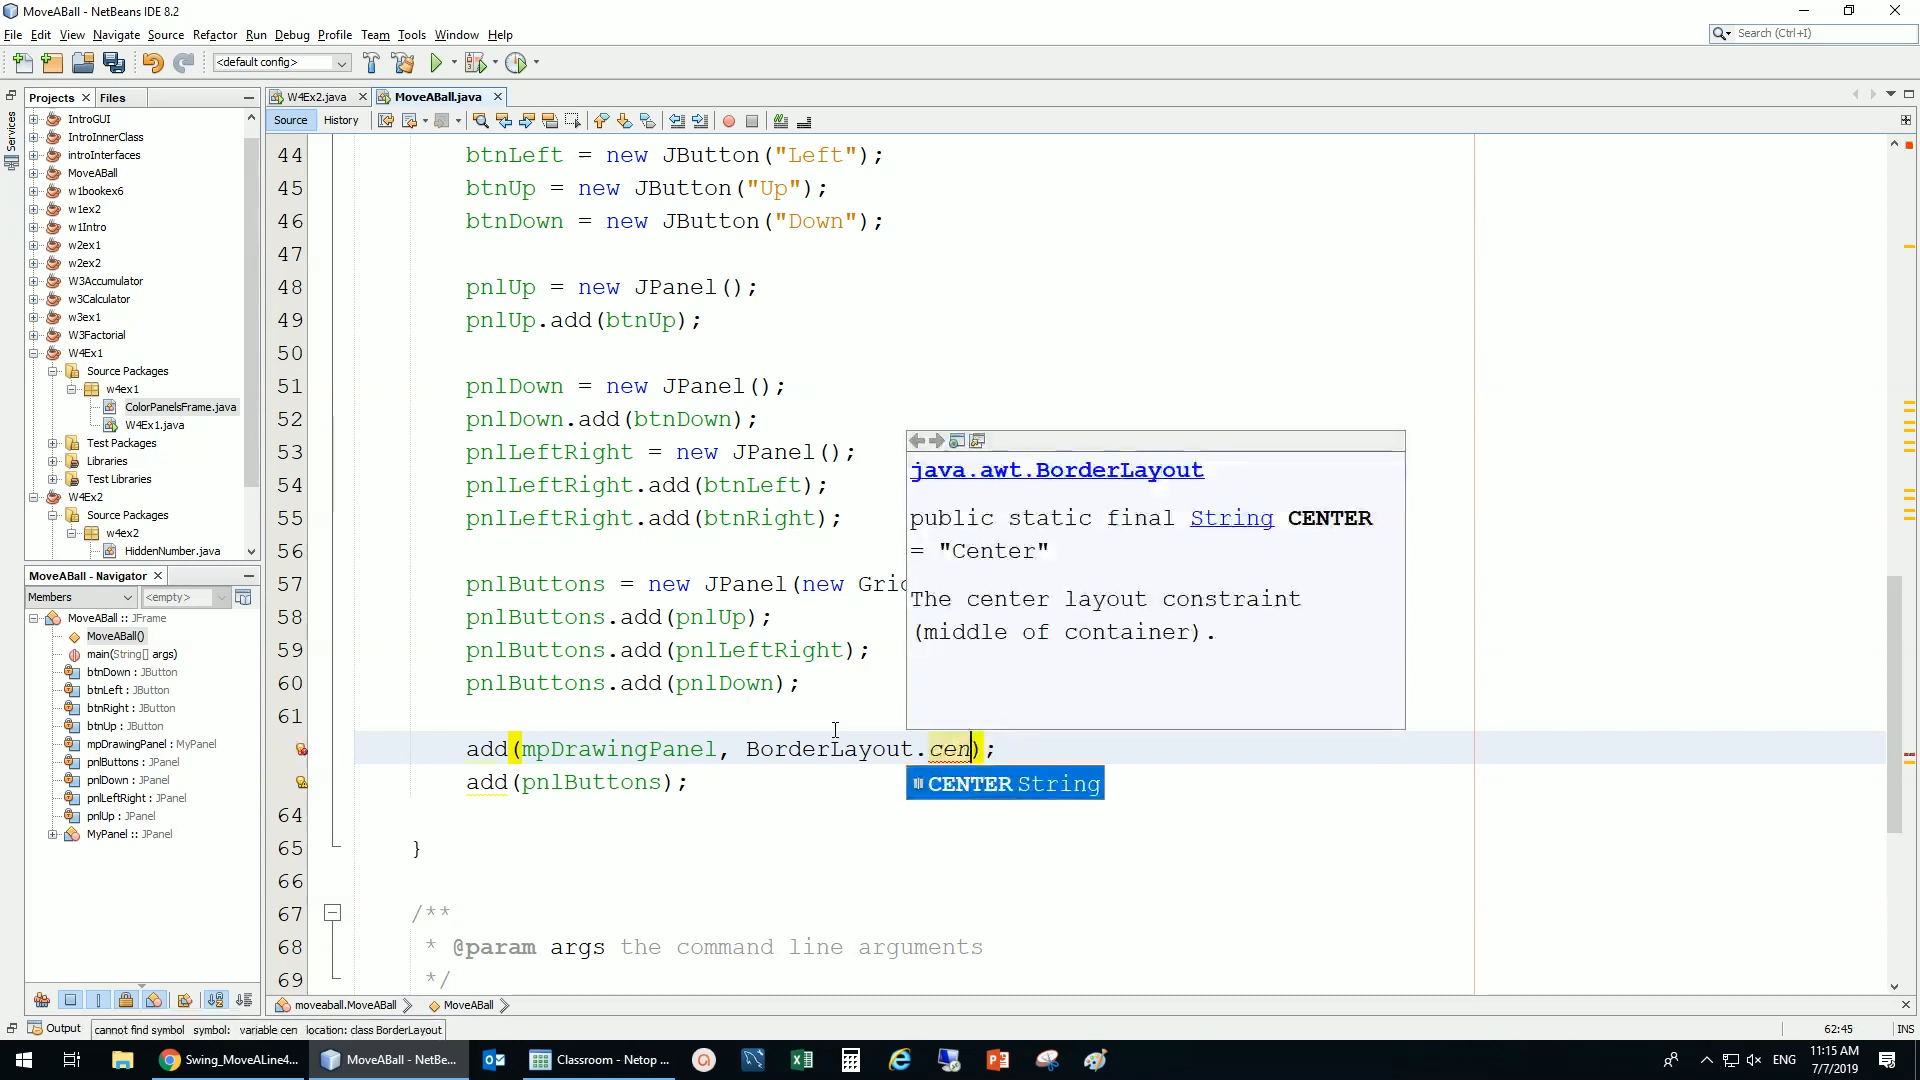 MoveABall - NetBeans IDE 8.2
File Edit View Navigate Source Refactor Run Debug Profile Team Tools Window Help
Search (Ctrl+I)
<default config>
Projects Files
W4Ex2.java MoveABall.java
Services
Source History
IntroGUI
IntroInnerClass
introInterfaces
MoveABall
w1bookex6
w1ex2
w1Intro
w2ex1
w2ex2
W3Accumulator
w3Calculator
w3ex1
W3Factorial
W4Ex1
Source Packages
w4ex1
ColorPanelsFrame.java
W4Ex1.java
Test Packages
Libraries
Test Libraries
W4Ex2
Source Packages
w4ex2
HiddenNumber.java
MoveABall - Navigator
Members <empty>
MoveABall :: JFrame
MoveABall()
main(String[] args)
btnDown : JButton
btnLeft : JButton
btnRight : JButton
btnUp : JButton
mpDrawingPanel : MyPanel
pnlButtons : JPanel
pnlDown : JPanel
pnlLeftRight : JPanel
pnlUp : JPanel
MyPanel :: JPanel
44 btnLeft = new JButton("Left");
45 btnUp = new JButton("Up");
46 btnDown = new JButton("Down");
47
48 pnlUp = new JPanel();
49 pnlUp.add(btnUp);
50
51 pnlDown = new JPanel();
52 pnlDown.add(btnDown);
53 pnlLeftRight = new JPanel();
54 pnlLeftRight.add(btnLeft);
55 pnlLeftRight.add(btnRight);
56
57 pnlButtons = new JPanel(new Gri
58 pnlButtons.add(pnlUp);
59 pnlButtons.add(pnlLeftRight);
60 pnlButtons.add(pnlDown);
61
add(mpDrawingPanel, BorderLayout.cen);
add(pnlButtons);
64
65 }
66
67 /**
68 * @param args the command line arguments
69 */
java.awt.BorderLayout
public static final String CENTER
= "Center"
The center layout constraint
(middle of container).
CENTER String
moveaball.MoveABall MoveABall
Output cannot find symbol symbol: variable cen location: class BorderLayout
62:45 INS
Swing_MoveALine4... MoveABall - NetBe... Classroom - Netop ...
ENG
11:15 AM
7/7/2019